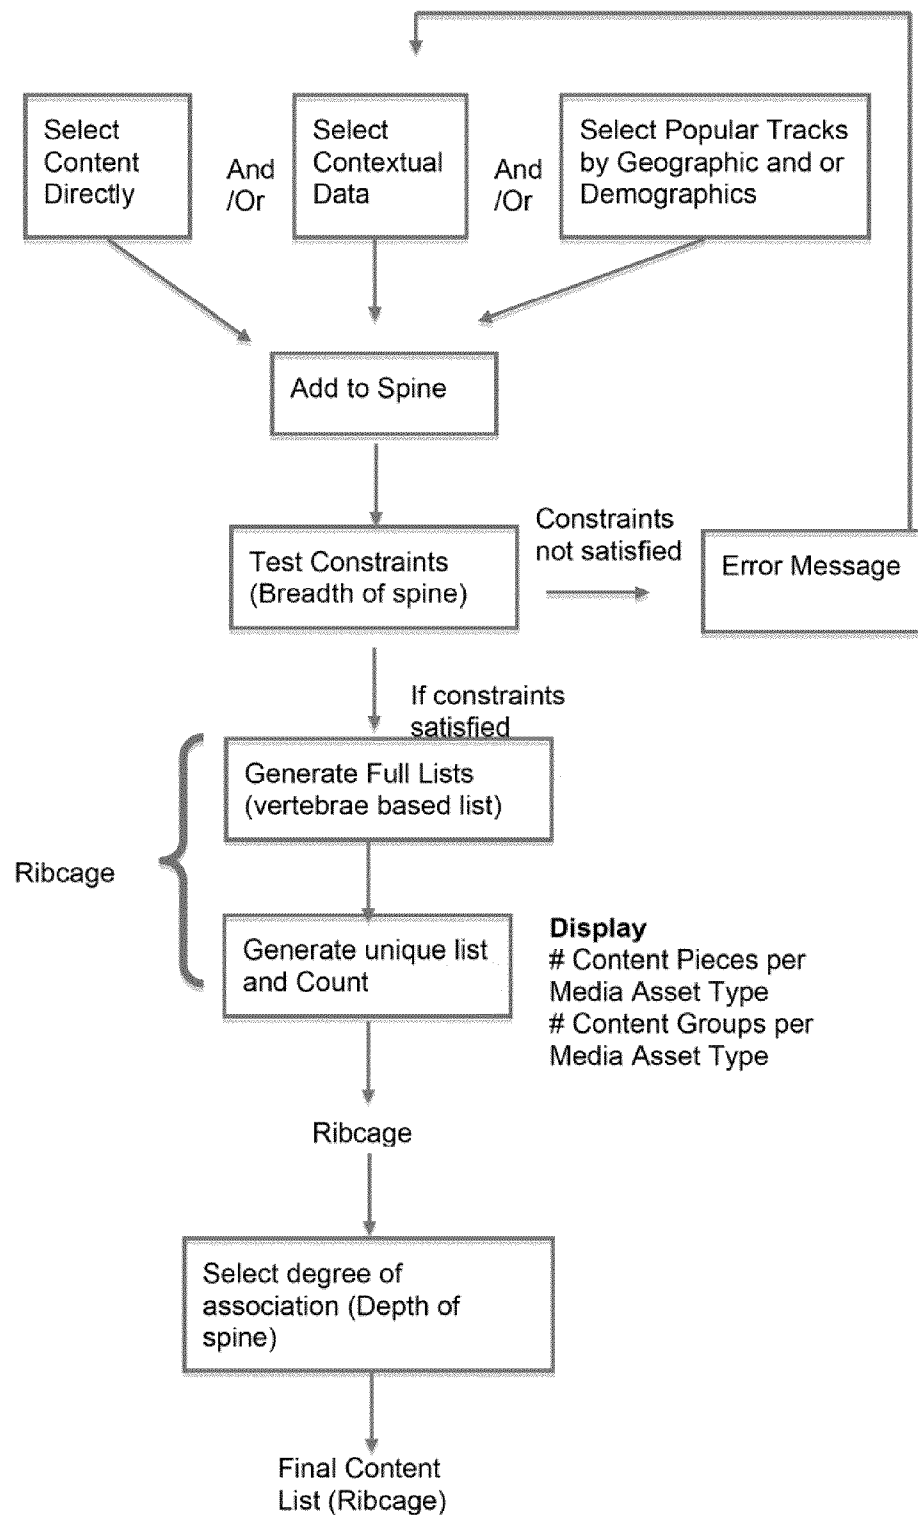 Select
Content
Directly
And
/Or
Select
Contextual
Data
And
/Or
Select Popular Tracks
by Geographic and or
Demographics
Add to Spine
Test Constraints
(Breadth of spine)
Constraints
not satisfied
Error Message
If constraints
satisfied
Ribcage
Generate Full Lists
(vertebrae based list)
Generate unique list
and Count
Display
# Content Pieces per
Media Asset Type
# Content Groups per
Media Asset Type
Ribcage
Select degree of
association (Depth of
spine)
Final Content
List (Ribcage)